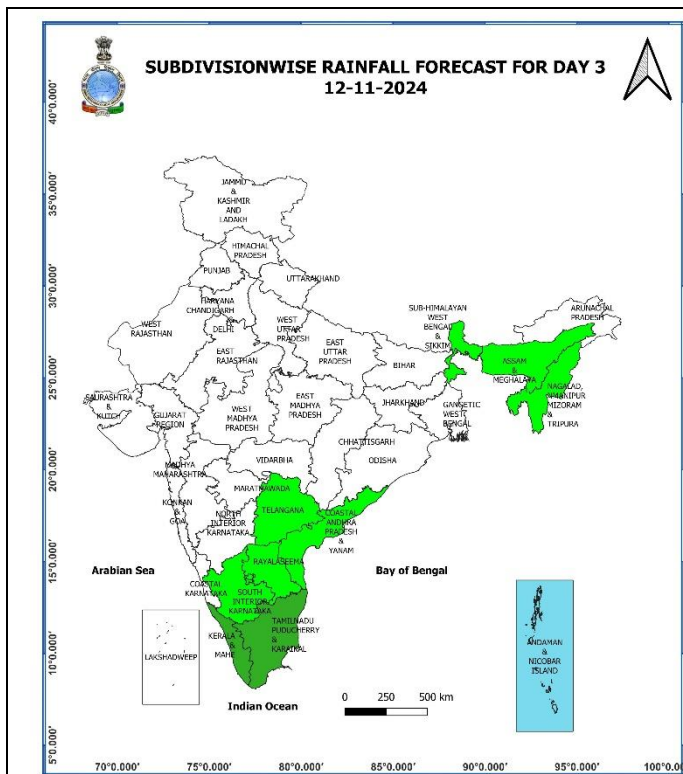 SUBDIVISIONWISE RAINFALL FORECAST FOR DAY 3
12-11-2024
40°0.000'
35°0.000'
30°0.000'
25°0.000'
20°0.000'
15°0.000'
10°0.000'
5°0.000'
JAMMU
&
KASHMIR
AND
LADAKH
HIMACHAL
PRADESH
PUNJAB
UTTARAKHAND
HARYANA
CHANDIGARH
&
DELHI
WEST
RAJASTHAN
EAST
RAJASTHAN
WEST
UTTAR
PRADESH
EAST
UTTAR
PRADESH
SUB-HIMALAYAN
WEST
BENGAL
&
SIKKIM
ARUNACHAL
PRADESH
ASSAM
&
MEGHALAYA
NAGALAD,
MANIPUR
MIZORAM
&
TRIPURA
BIHAR
JHARKHAND
GANGETIC
WEST
BENGAL
SAURASHTRA
&
KUTCH
GUJARAT
REGION
WEST
MADHYA
PRADESH
EAST
MADHYA
PRADESH
CHHATTISGARH
ODISHA
VIDARBHA
MADHYA
MAHARASHTRA
MARATHAWADA
KONKAN
&
GOA
NORTH
INTERIOR
KARNATAKA
TELANGANA
COASTAL
ANDHRA
PRADESH
&
YANAM
RAYALASEEMA
COASTAL
KARNATAKA
SOUTH
INTERIOR
KARNATAKA
TAMILNADU
PUDUCHERRY
&
KARAIKAL
KERALA
&
MAHE
Arabian Sea
Bay of Bengal
LAKSHADWEEP
ANDAMAN
&
NICOBAR
ISLAND
Indian Ocean
0 250 500 km
70°0.000' 75°0.000' 80°0.000' 85°0.000' 90°0.000' 95°0.000'